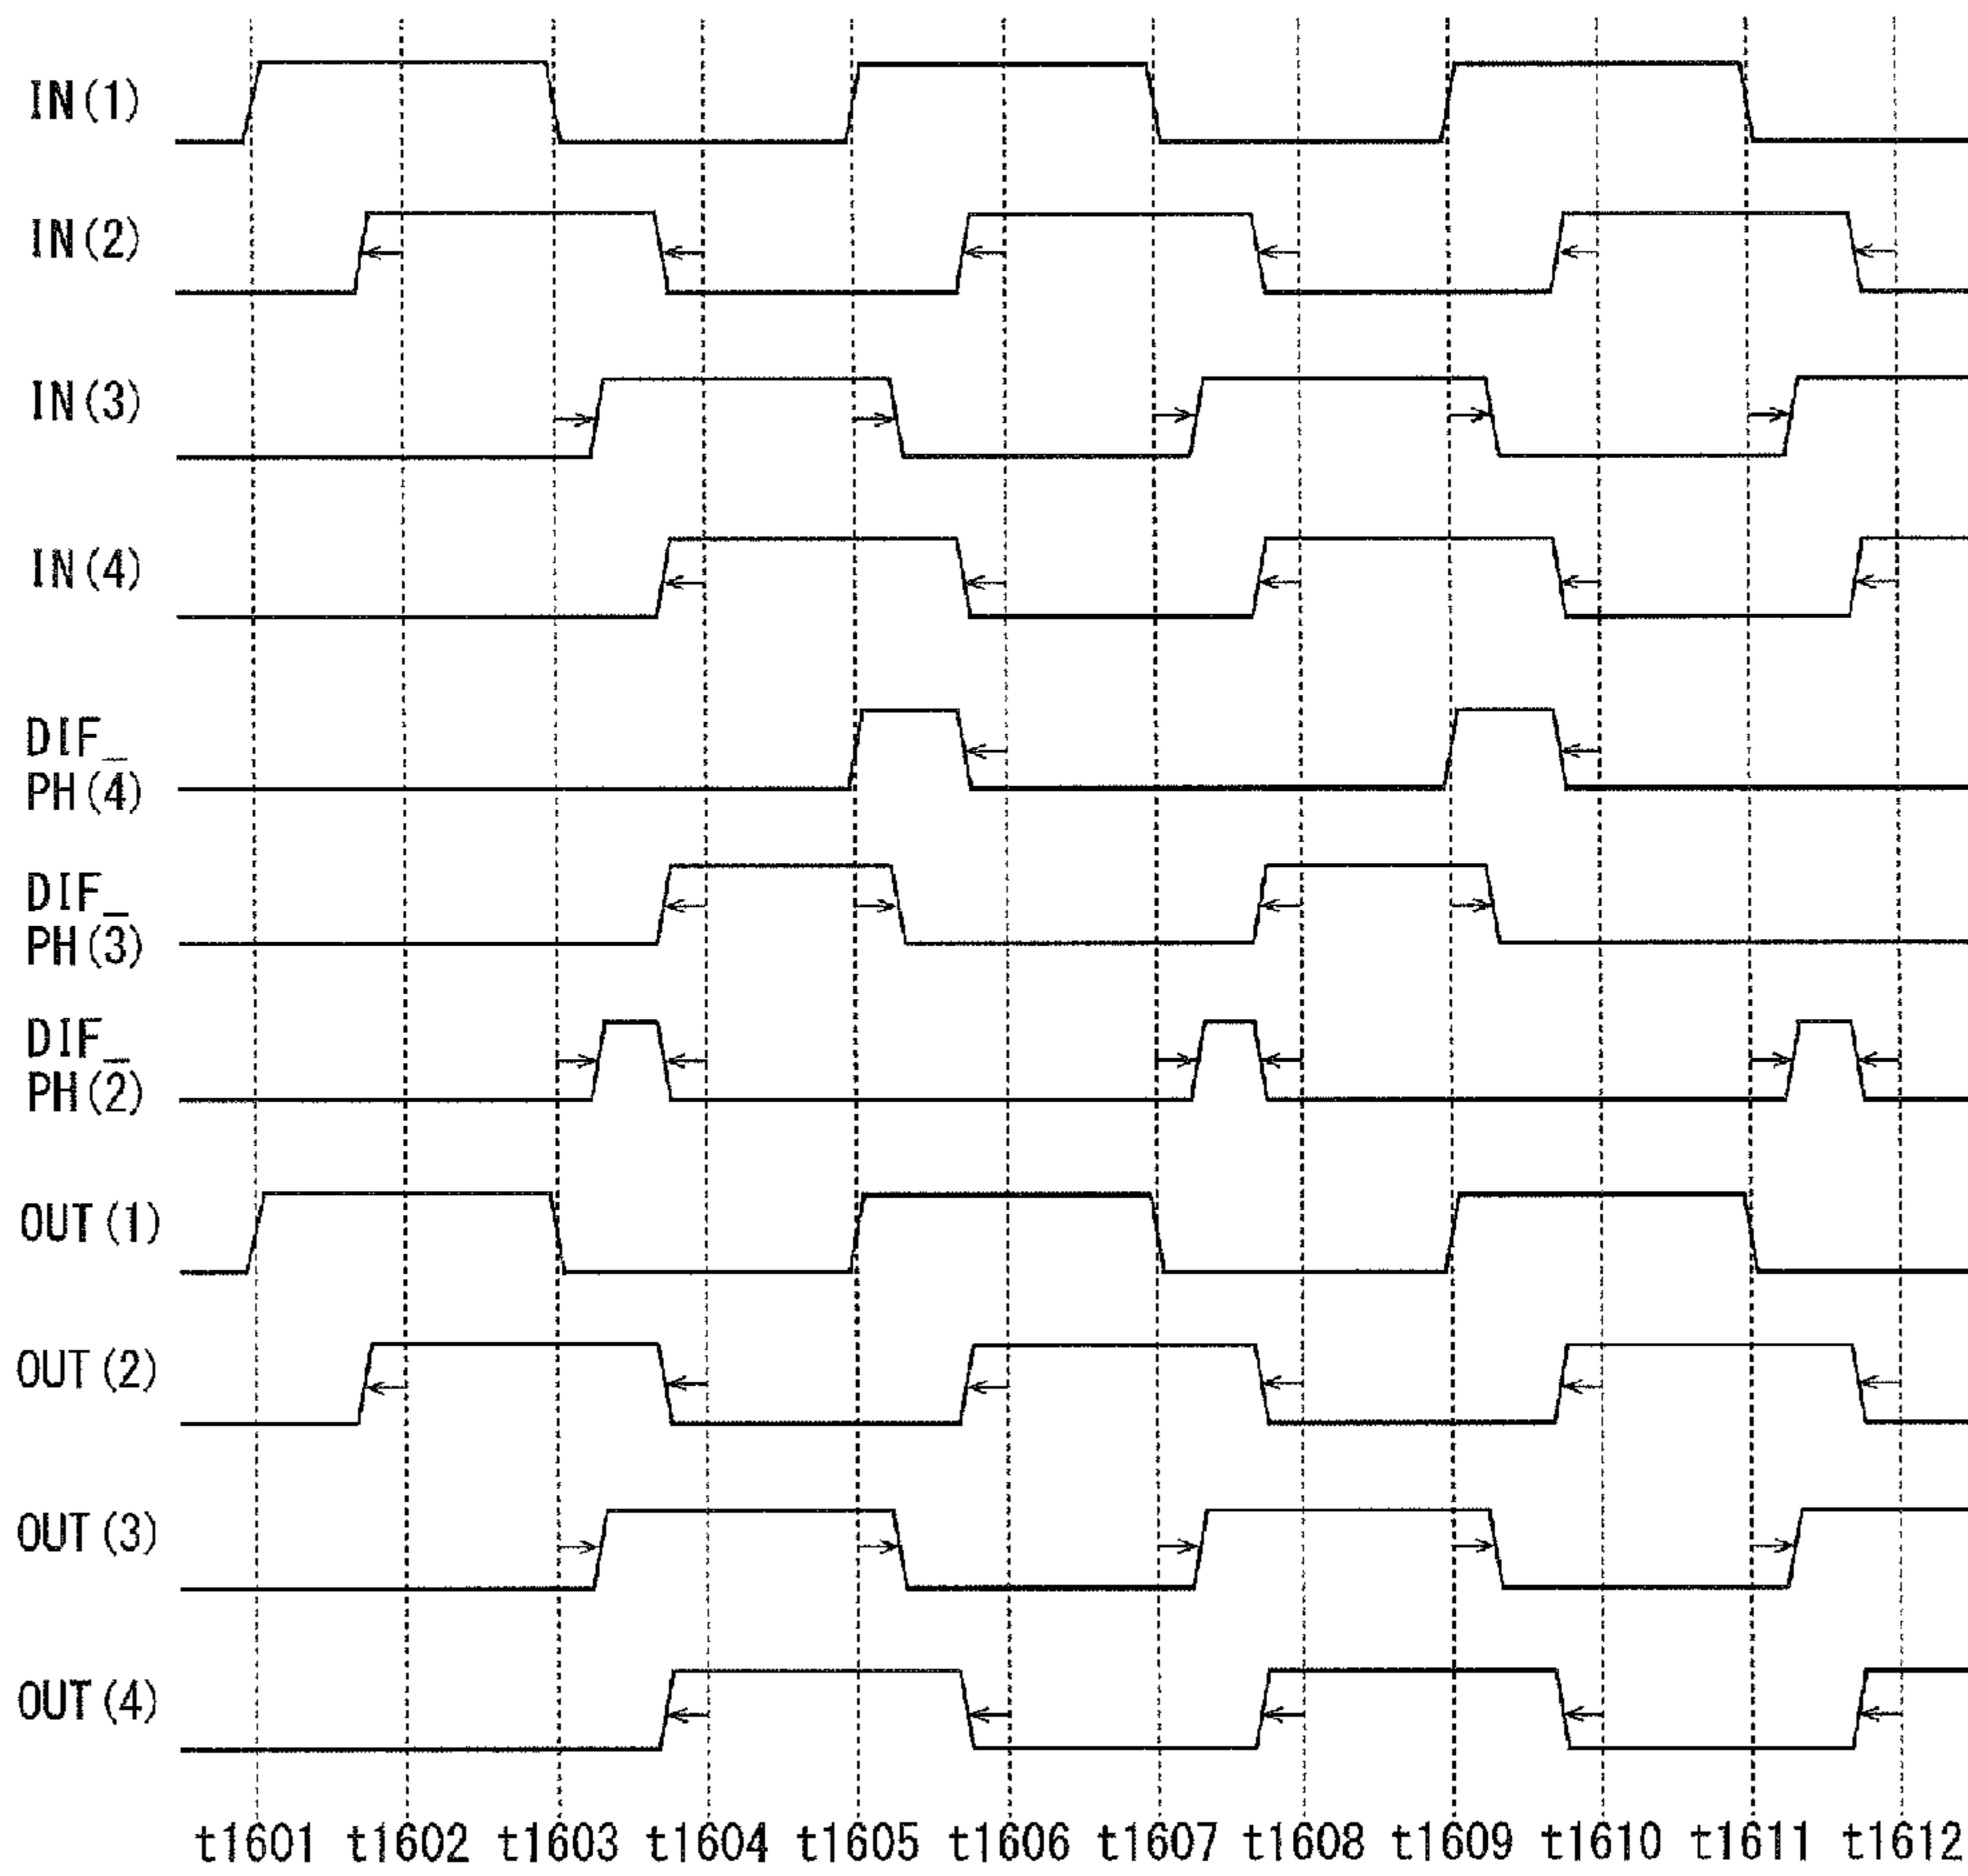 IN(1)
IN(2)
IN(3)
IN(4)
DIF_
PH(4)
DIF_
PH(3)
DIF_
PH(2)
OUT(1)
OUT(2)
OUT(3)
OUT(4)
t1601 t1602 t1603 t1604 t1605 t1606 t1607 t1608 t1609 t1610 t1611 t1612